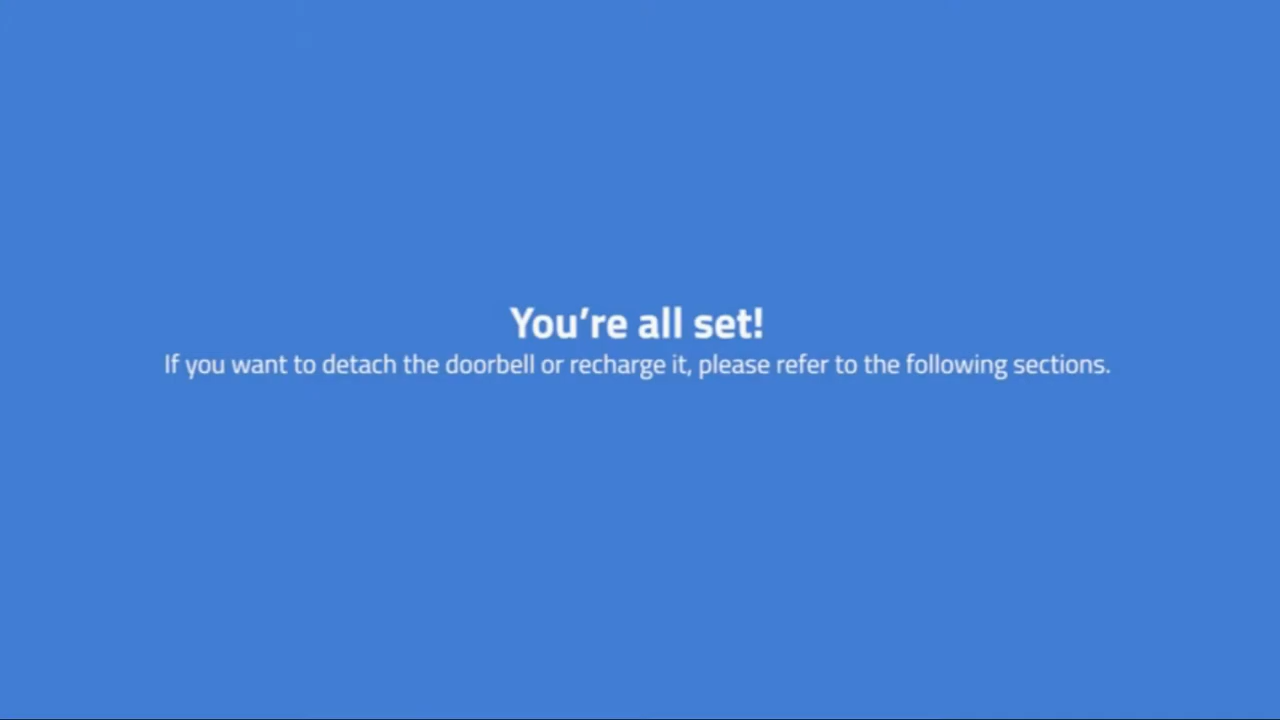 You’re all set!
If you want to detach the doorbell or recharge it, please refer to the following sections.